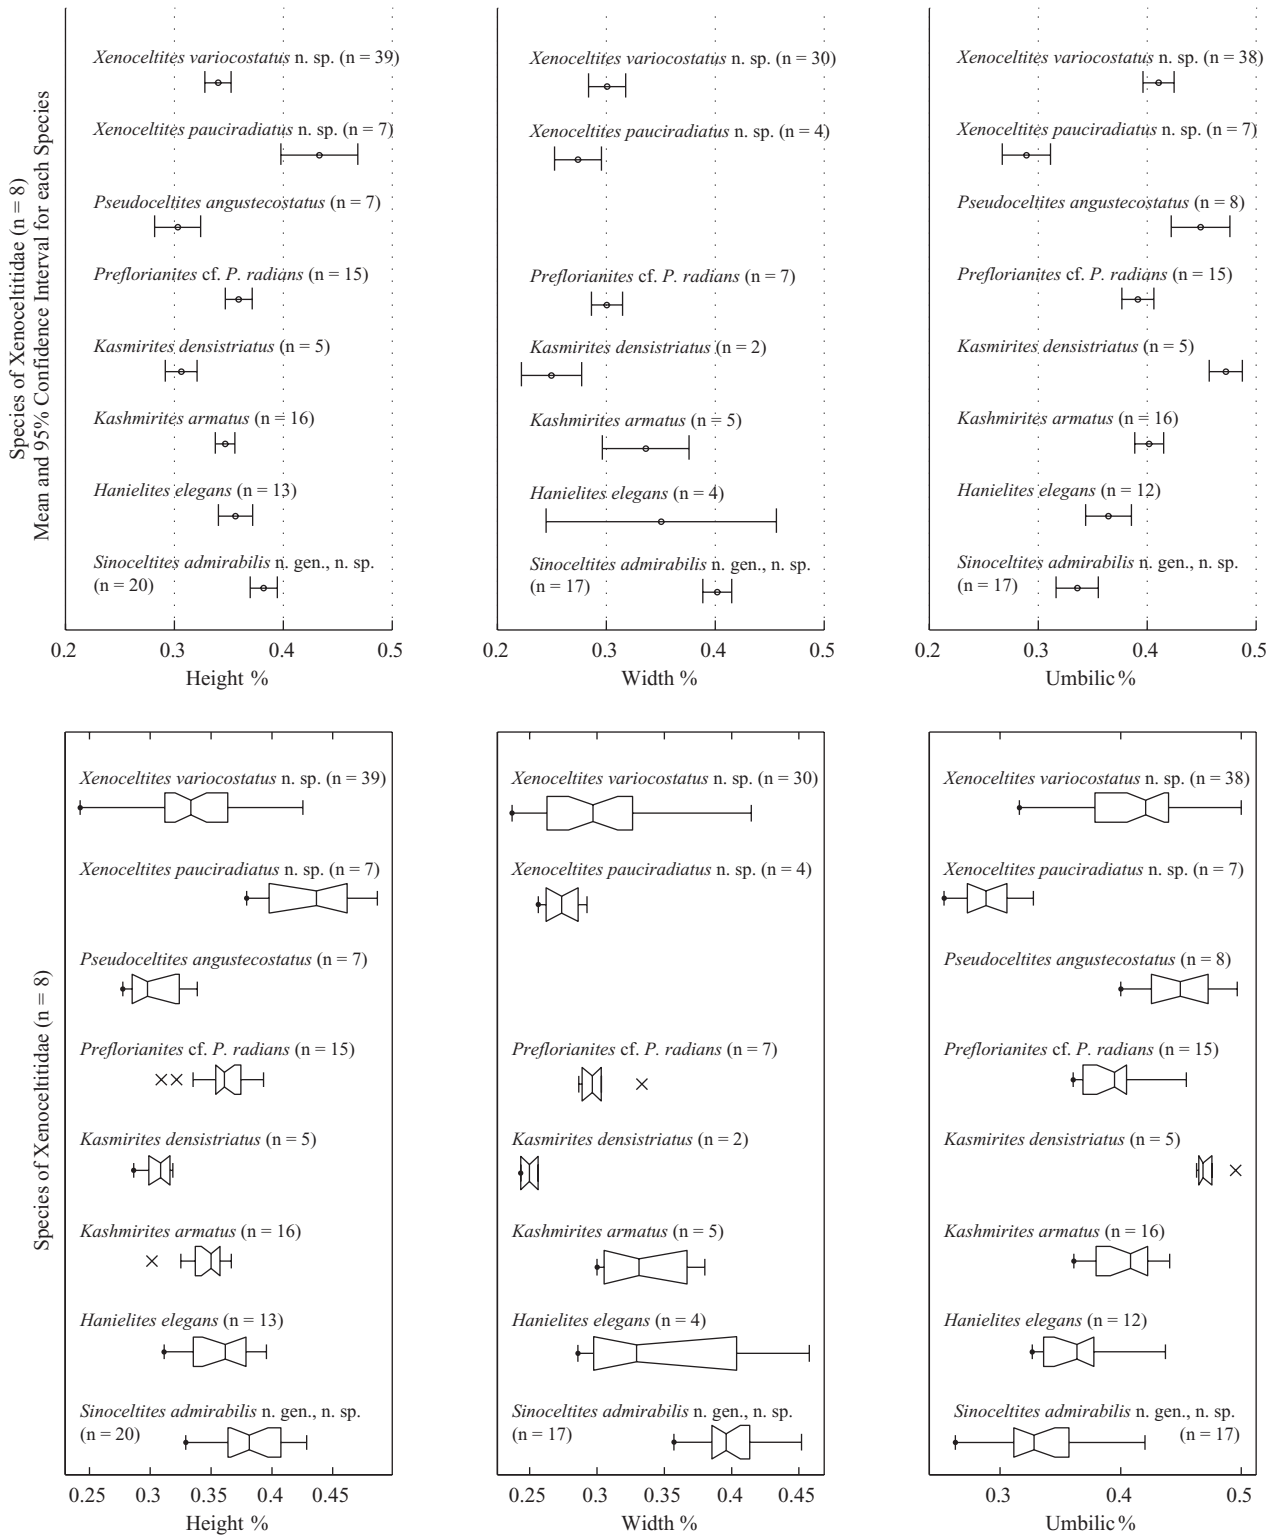 Species of Xenoceltitidae (n = 8)
Mean and 95% Confidence Interval for each Species
Xenoceltites variocostatus n. sp. (n = 39)
Xenoceltites pauciradiatus n. sp. (n = 7)
Pseudoceltites angustecostatus (n = 7)
Preflorianites cf. P. radians (n = 15)
Kasmirites densistriatus (n = 5)
Kashmirites armatus (n = 16)
Hanielites elegans (n = 13)
Sinoceltites admirabilis n. gen., n. sp.
(n = 20)
0.2 0.3 0.4 0.5
Height %
Xenoceltites variocostatus n. sp. (n = 30)
Xenoceltites pauciradiatus n. sp. (n = 4)
Preflorianites cf. P. radians (n = 7)
Kasmirites densistriatus (n = 2)
Kashmirites armatus (n = 5)
Hanielites elegans (n = 4)
Sinoceltites admirabilis n. gen., n. sp.
(n = 17)
0.2 0.3 0.4 0.5
Width %
Xenoceltites variocostatus n. sp. (n = 38)
Xenoceltites pauciradiatus n. sp. (n = 7)
Pseudoceltites angustecostatus (n = 8)
Preflorianites cf. P. radians (n = 15)
Kasmirites densistriatus (n = 5)
Kashmirites armatus (n = 16)
Hanielites elegans (n = 12)
Sinoceltites admirabilis n. gen., n. sp.
(n = 17)
0.2 0.3 0.4 0.5
Umbilic %
Species of Xenoceltitidae (n = 8)
Xenoceltites variocostatus n. sp. (n = 39)
Xenoceltites pauciradiatus n. sp. (n = 7)
Pseudoceltites angustecostatus (n = 7)
Preflorianites cf. P. radians (n = 15)
Kasmirites densistriatus (n = 5)
Kashmirites armatus (n = 16)
Hanielites elegans (n = 13)
Sinoceltites admirabilis n. gen., n. sp.
(n = 20)
0.25 0.3 0.35 0.4 0.45
Height %
Xenoceltites variocostatus n. sp. (n = 30)
Xenoceltites pauciradiatus n. sp. (n = 4)
Preflorianites cf. P. radians (n = 7)
Kasmirites densistriatus (n = 2)
Kashmirites armatus (n = 5)
Hanielites elegans (n = 4)
Sinoceltites admirabilis n. gen., n. sp.
(n = 17)
0.25 0.3 0.35 0.4 0.45
Width %
Xenoceltites variocostatus n. sp. (n = 38)
Xenoceltites pauciradiatus n. sp. (n = 7)
Pseudoceltites angustecostatus (n = 8)
Preflorianites cf. P. radians (n = 15)
Kasmirites densistriatus (n = 5)
Kashmirites armatus (n = 16)
Hanielites elegans (n = 12)
Sinoceltites admirabilis n. gen., n. sp.
(n = 17)
0.3 0.4 0.5
Umbilic %